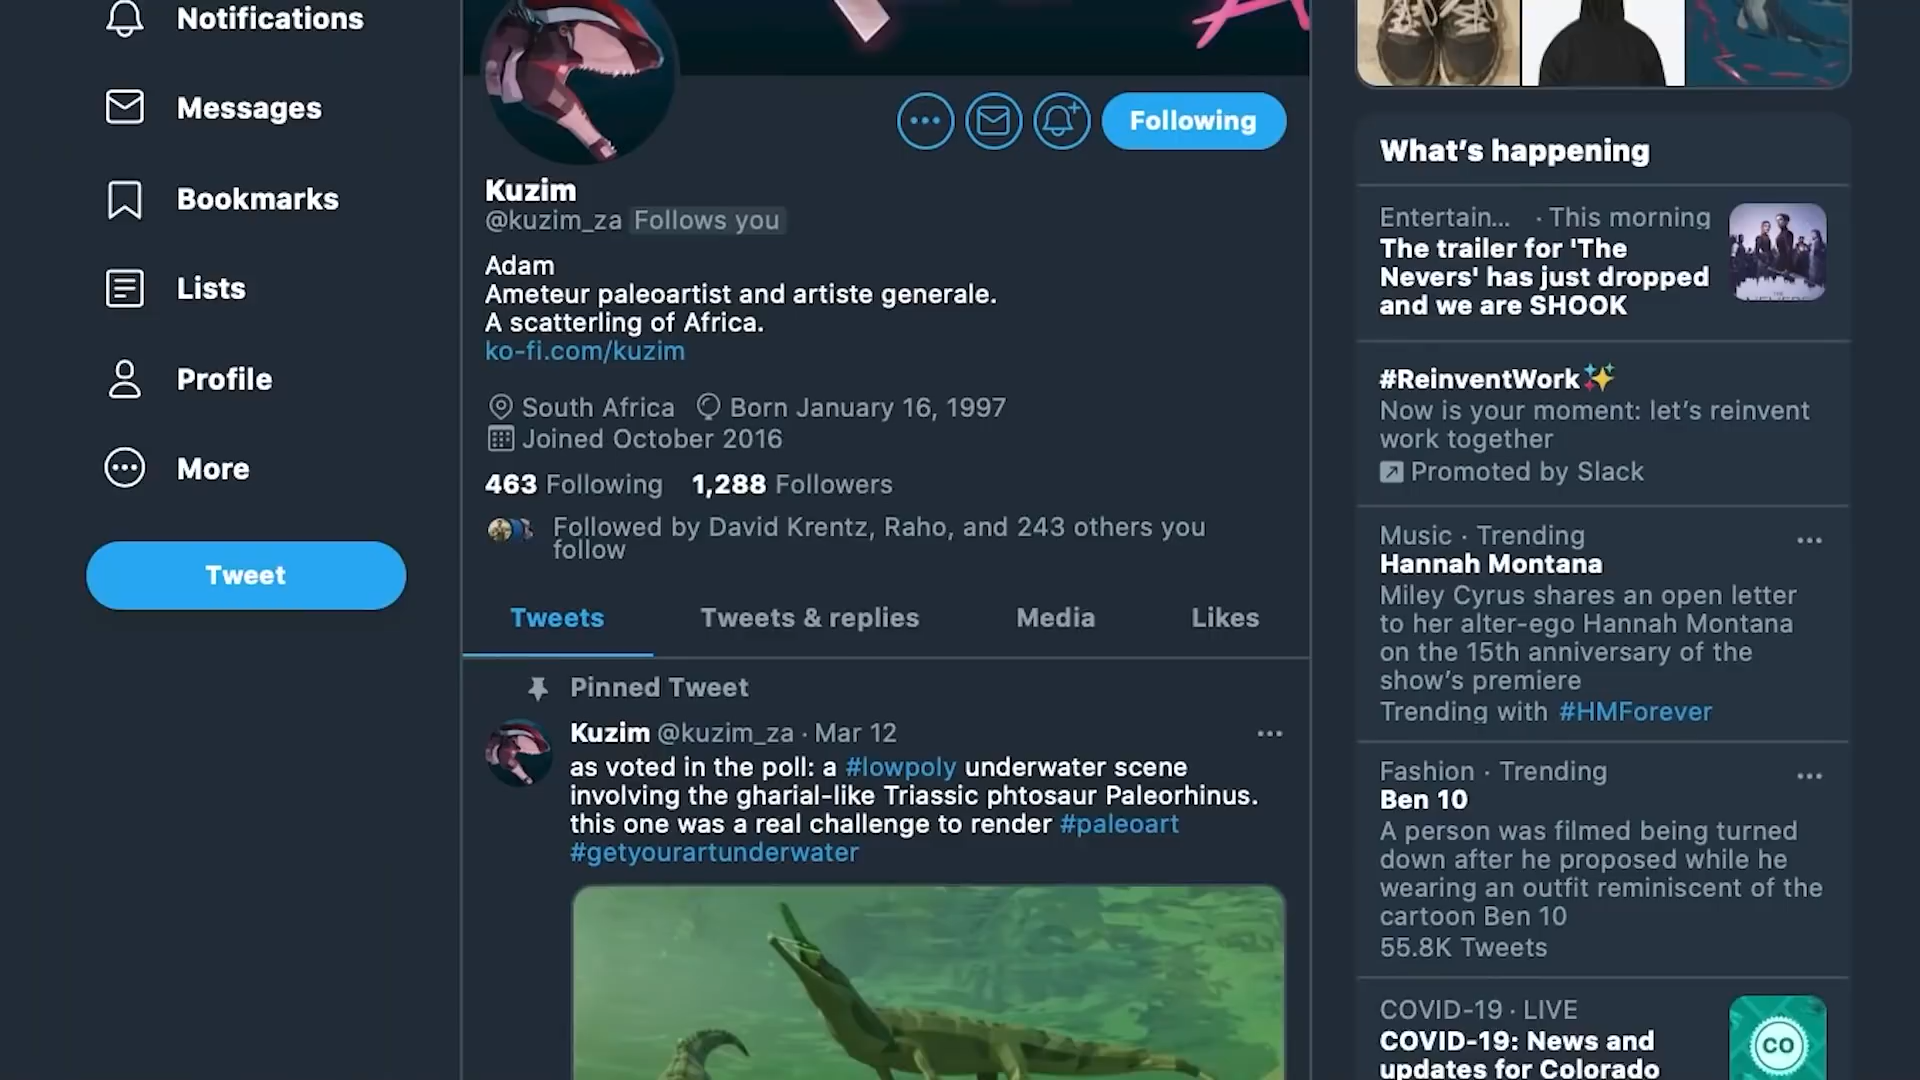 Notifications
Messages
Bookmarks
Lists
Profile
More
Tweet
Following
Kuzim
@kuzim_za Follows you
Adam
Ameteur paleoartist and artiste generale.
A scatterling of Africa.
ko-fi.com/kuzim
South Africa Born January 16, 1997
Joined October 2016
463 Following 1,288 Followers
Followed by David Krentz, Raho, and 243 others you
follow
Tweets Tweets & replies Media Likes
Pinned Tweet
Kuzim @kuzim_za · Mar 12
as voted in the poll: a #lowpoly underwater scene
involving the gharial-like Triassic phtosaur Paleorhinus.
this one was a real challenge to render #paleoart
#getyourartunderwater
What's happening
Entertain... · This morning
The trailer for 'The
Nevers' has just dropped
and we are SHOOK
#ReinventWork✨
Now is your moment: let's reinvent
work together
Promoted by Slack
Music · Trending
Hannah Montana
Miley Cyrus shares an open letter
to her alter-ego Hannah Montana
on the 15th anniversary of the
show's premiere
Trending with #HMForever
Fashion · Trending
Ben 10
A person was filmed being turned
down after he proposed while he
wearing an outfit reminiscent of the
cartoon Ben 10
55.8K Tweets
COVID-19 · LIVE
COVID-19: News and
updates for Colorado
CO